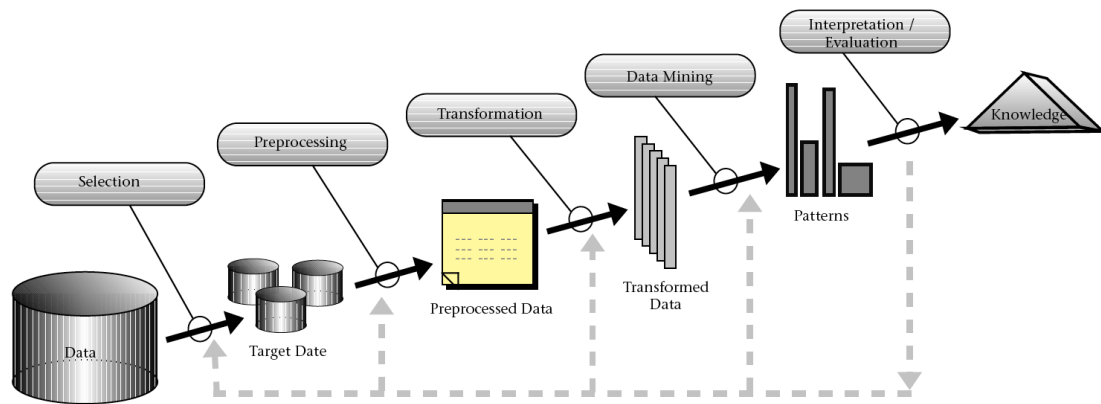 Interpretation /
Evaluation
Data Mining
Transformation
Preprocessing
Selection
Data
Target Date
Preprocessed Data
Transformed
Data
Patterns
Knowledge